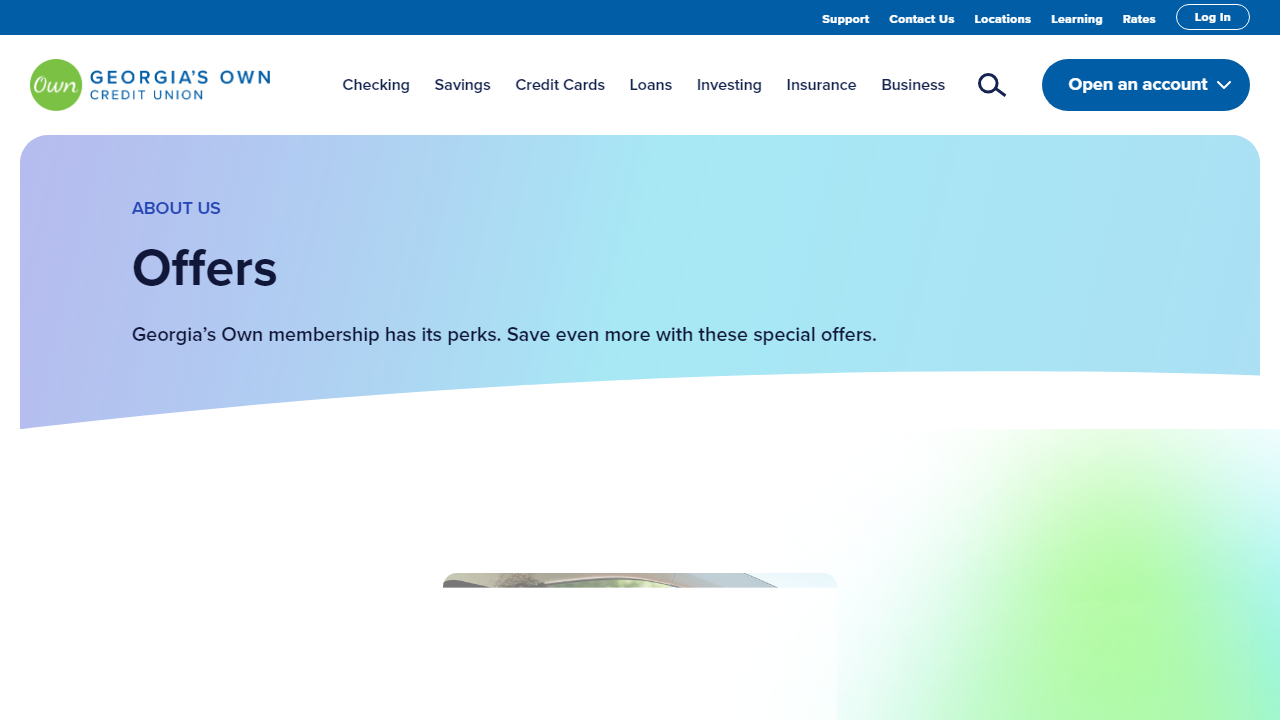 Support Contact Us Locations Learning Rates Log In
Own GEORGIA'S OWN
CREDIT UNION
Checking Savings Credit Cards Loans Investing Insurance Business Open an account
ABOUT US
Offers
Georgia’s Own membership has its perks. Save even more with these special offers.